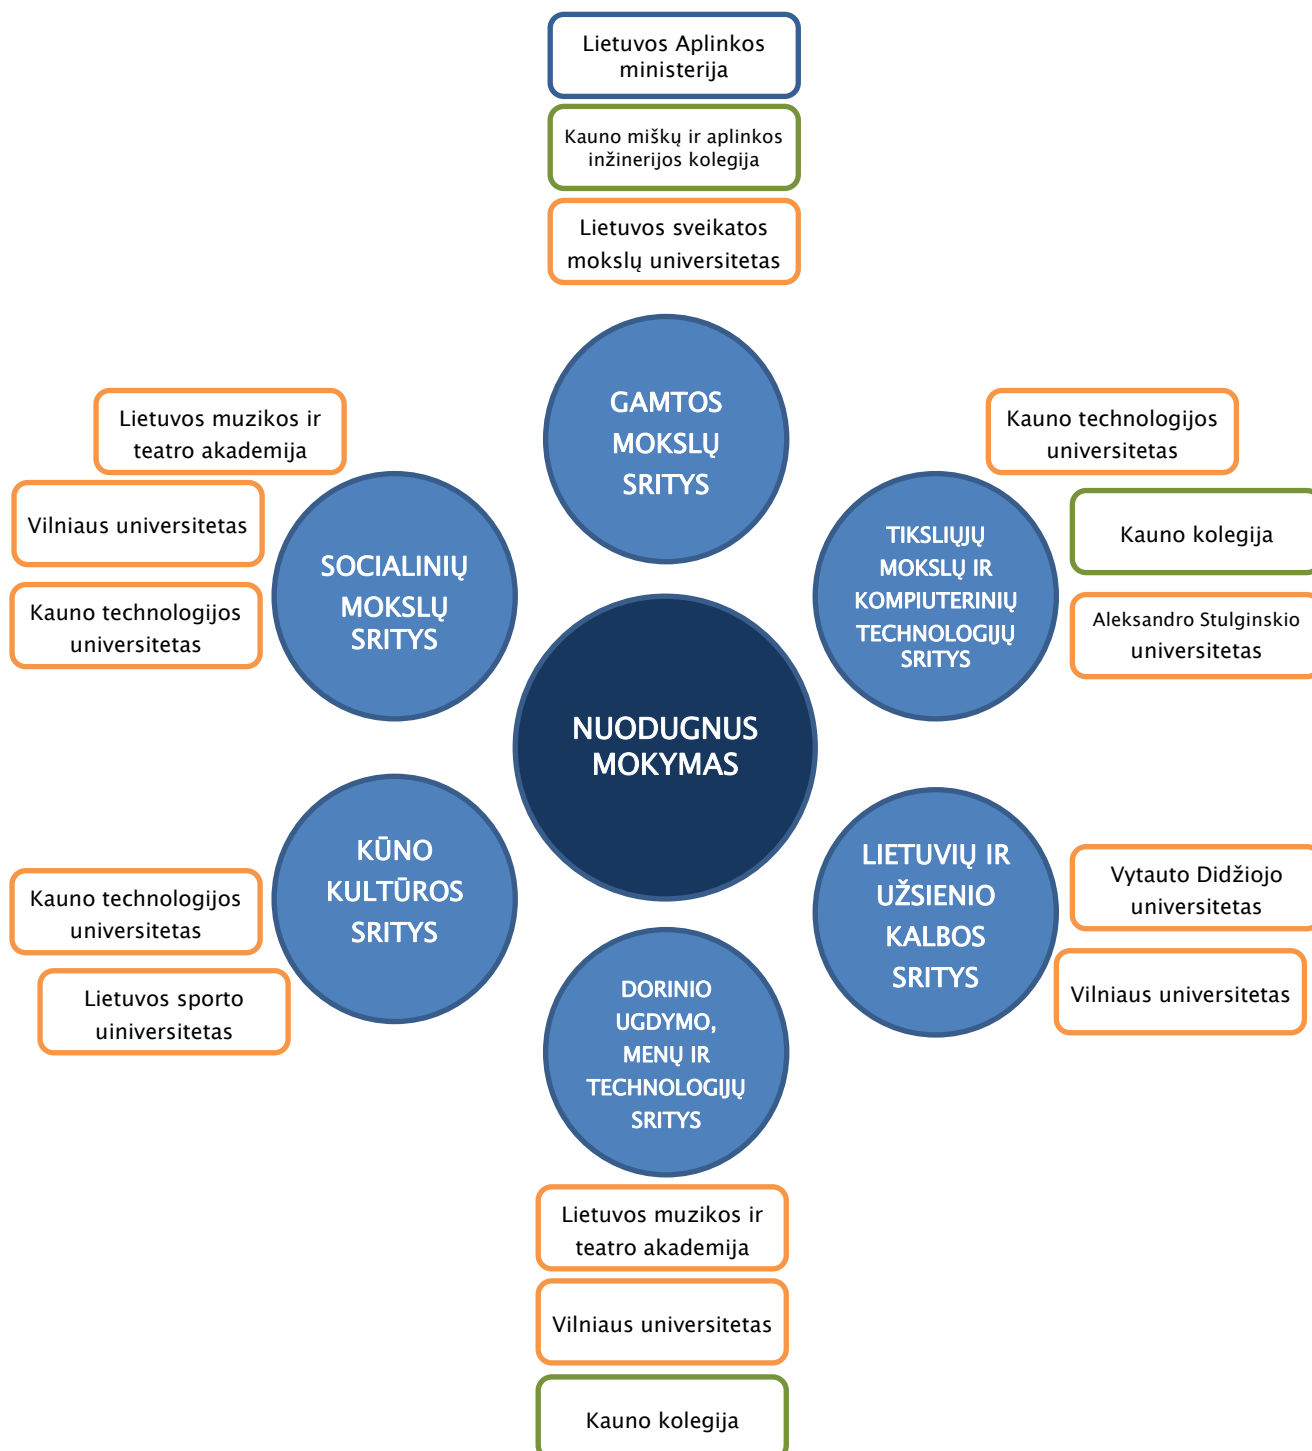 Lietuvos Aplinkos
ministerija
Kauno miškų ir aplinkos
inžinerijos kolegija
Lietuvos sveikatos
mokslų universitetas
GAMTOS
MOKSLŲ
SRITYS
Lietuvos muzikos ir
teatro akademija
Vilniaus universitetas
Kauno technologijos
universitetas
SOCIALINIŲ
MOKSLŲ
SRITYS
Kauno technologijos
universitetas
Kauno kolegija
Aleksandro Stulginskio
universitetas
TIKSLIŲJŲ
MOKSLŲ IR
KOMPIUTERINIŲ
TECHNOLOGIJŲ
SRITYS
NUODUGNUS
MOKYMAS
KŪNO
KULTŪROS
SRITYS
Kauno technologijos
universitetas
Lietuvos sporto
uiniversitetas
LIETUVIŲ IR
UŽSIENIO
KALBOS
SRITYS
Vytauto Didžiojo
universitetas
Vilniaus universitetas
DORINIO
UGDYMO,
MENŲ IR
TECHNOLOGIJŲ
SRITYS
Lietuvos muzikos ir
teatro akademija
Vilniaus universitetas
Kauno kolegija